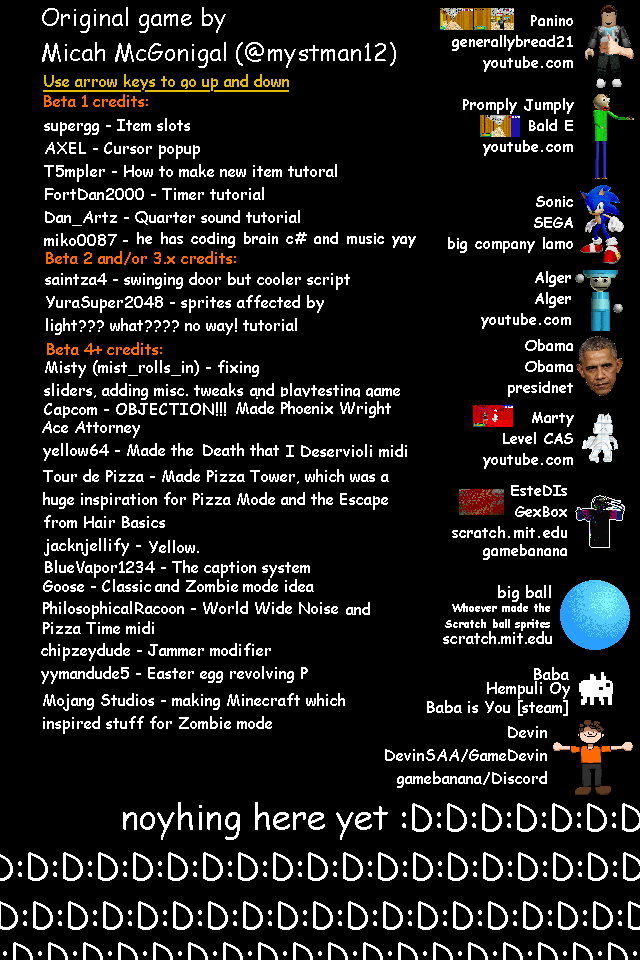 Original game by
Micah McGonigal (@mystman12)
Use arrow keys to go up and down
Beta 1 credits:
supergg - Item slots
AXEL - Cursor popup
T5mpler - How to make new item tutoral
FortDan2000 - Timer tutorial
Dan_Artz - Quarter sound tutorial
miko0087 - he has coding brain c# and music yay
Beta 2 and/or 3.x credits:
saintza4 - swinging door but cooler script
YuraSuper2048 - sprites affected by
light??? what???? no way! tutorial
Beta 4+ credits:
Misty (mist_rolls_in) - fixing
sliders, adding misc. tweaks and playtesting game
Capcom - OBJECTION!!! Made Phoenix Wright
Ace Attorney
yellow64 - Made the Death that I Deservioli midi
Tour de Pizza - Made Pizza Tower, which was a
huge inspiration for Pizza Mode and the Escape
from Hair Basics
jacknjellify - Yellow.
BlueVapor1234 - The caption system
Goose - Classic and Zombie mode idea
PhilosophicalRacoon - World Wide Noise and
Pizza Time midi
chipzeydude - Jammer modifier
yymandude5 - Easter egg revolving P
Mojang Studios - making Minecraft which
inspired stuff for Zombie mode
Panino
generallybread21
youtube.com
Promply Jumply
Bald E
youtube.com
Sonic
SEGA
big company lamo
Alger
Alger
youtube.com
Obama
Obama
presidnet
Marty
Level CAS
youtube.com
EsteDIs
GexBox
scratch.mit.edu
gamebanana
big ball
Whoever made the
Scratch ball sprites
scratch.mit.edu
Baba
Hempuli Oy
Baba is You [steam]
Devin
DevinSAA/GameDevin
gamebanana/Discord
noyhing here yet :D:D:D:D:D:D
D:D:D:D:D:D:D:D:D:D:D:D:D:D:D
D:D:D:D:D:D:D:D:D:D:D:D:D:D:D
D:D:D:D:D:D:D:D:D:D:D:D:D:D:D